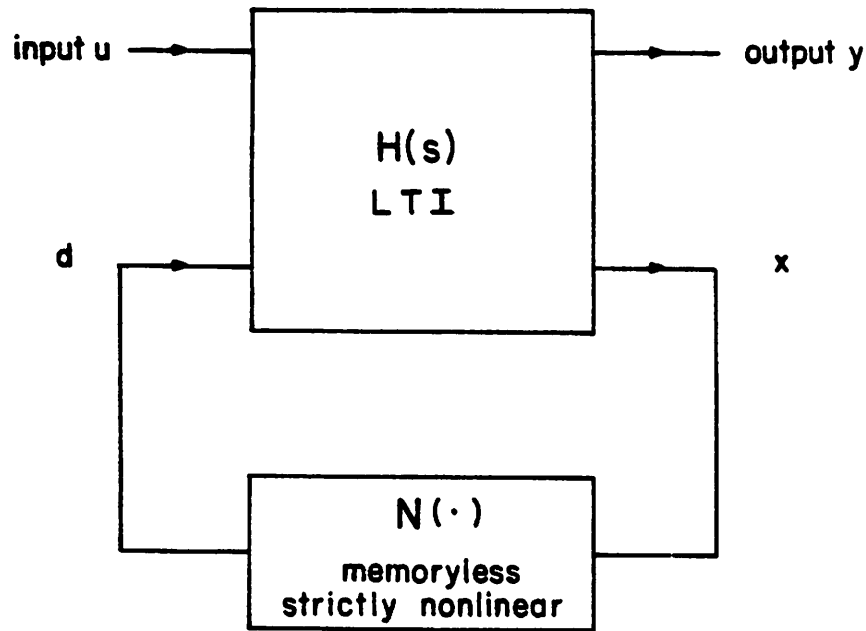 input u
output y
H(s)
LTI
d
x
N(·)
memoryless
strictly nonlinear